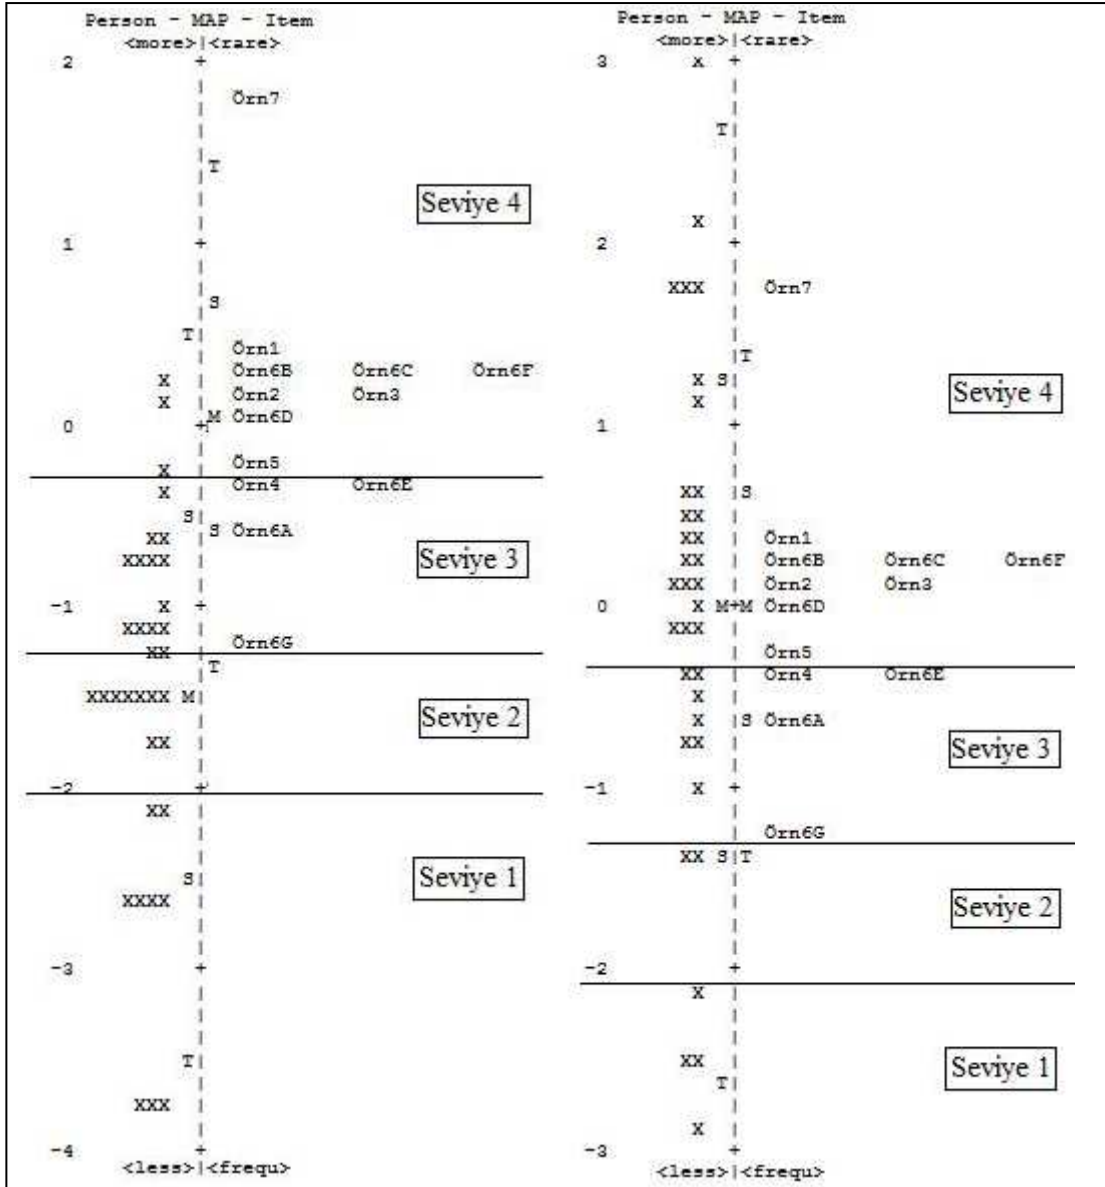 Person - MAP - Item
<more>|<rare>
2 +
Örn7
T
Seviye 4
1 +
S
T
Örn1
Örn6B Örn6C Örn6F
X
Örn2 Örn3
X
M Örn6D
0 +
Örn5
X
Örn4 Örn6E
X
S
S Örn6A
XX
XXXX
Seviye 3
-1 X +
XXXX
Örn6G
XX
T
XXXXXXX M
Seviye 2
XX
-2 +
XX
S
Seviye 1
XXXX
-3 +
T
XXX
-4 +
<less>|<frequ>
Person - MAP - Item
<more>|<rare>
3 X +
T
X
2 +
XXX Örn7
T
X S
Seviye 4
X
1 +
XX S
XX
XX Örn1
XX Örn6B Örn6C Örn6F
XXX Örn2 Örn3
0 X M+M Örn6D
XXX
Örn5
XX Örn4 Örn6E
X
X S Örn6A
XX
Seviye 3
-1 X +
Örn6G
XX S|T
Seviye 2
-2 +
X
XX
Seviye 1
T
X
-3 +
<less>|<frequ>